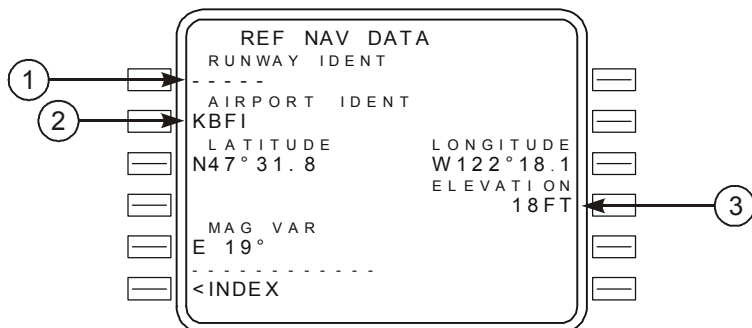 REF NAV DATA
RUNWAY IDENT
1
-----
AIRPORT IDENT
2
KBFI
LATITUDE LONGITUDE
N47°31.8 W122°18.1
ELEVATION
18FT
3
MAG VAR
E 19°
------------
<INDEX